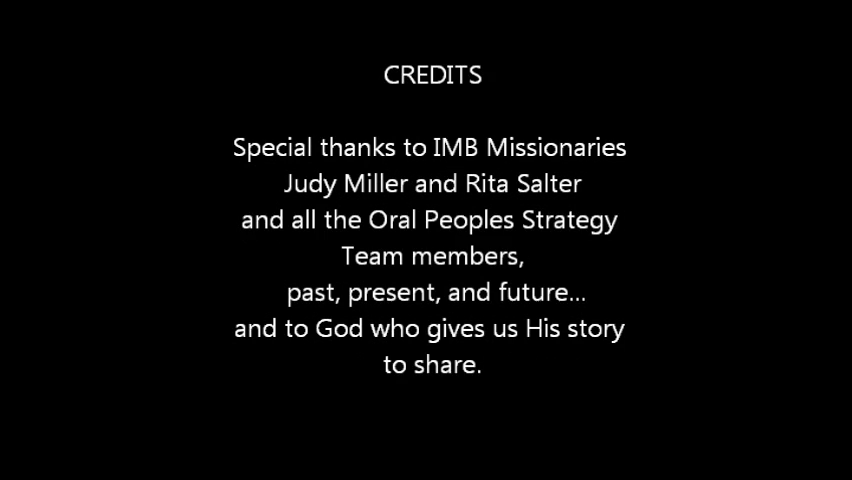 CREDITS
Special thanks to IMB Missionaries
Judy Miller and Rita Salter
and all the Oral Peoples Strategy
Team members,
past, present, and future...
and to God who gives us His story
to share.